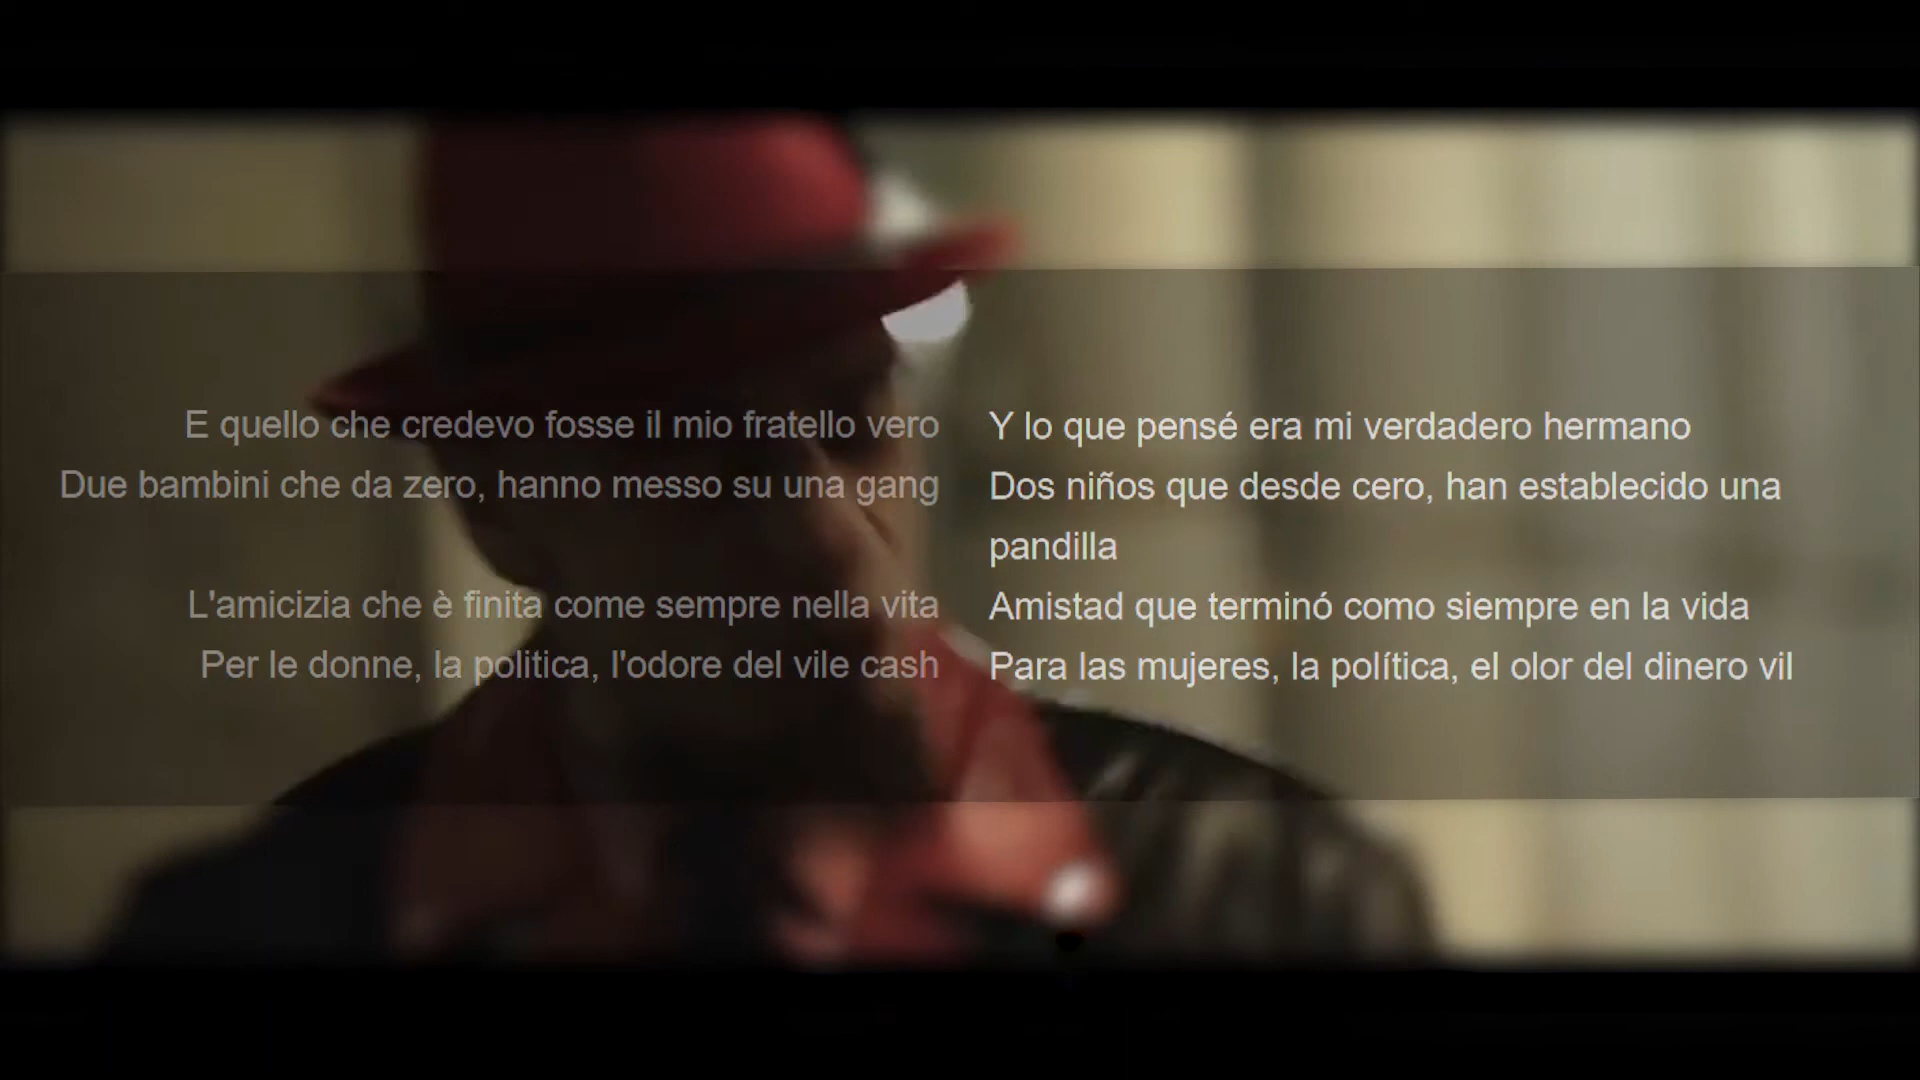 E quello che credevo fosse il mio fratello vero
Due bambini che da zero, hanno messo su una gang
L'amicizia che è finita come sempre nella vita
Per le donne, la politica, l'odore del vile cash
Y lo que pensé era mi verdadero hermano
Dos niños que desde cero, han establecido una
pandilla
Amistad que terminó como siempre en la vida
Para las mujeres, la política, el olor del dinero vil